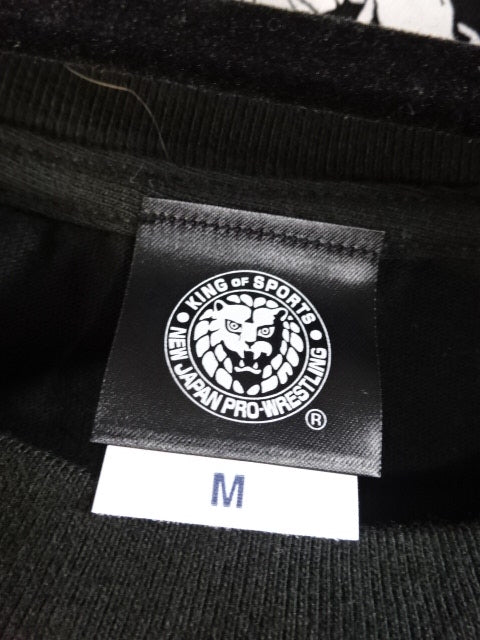 KING OF SPORTS
NEW JAPAN PRO-WRESTLING
®
M